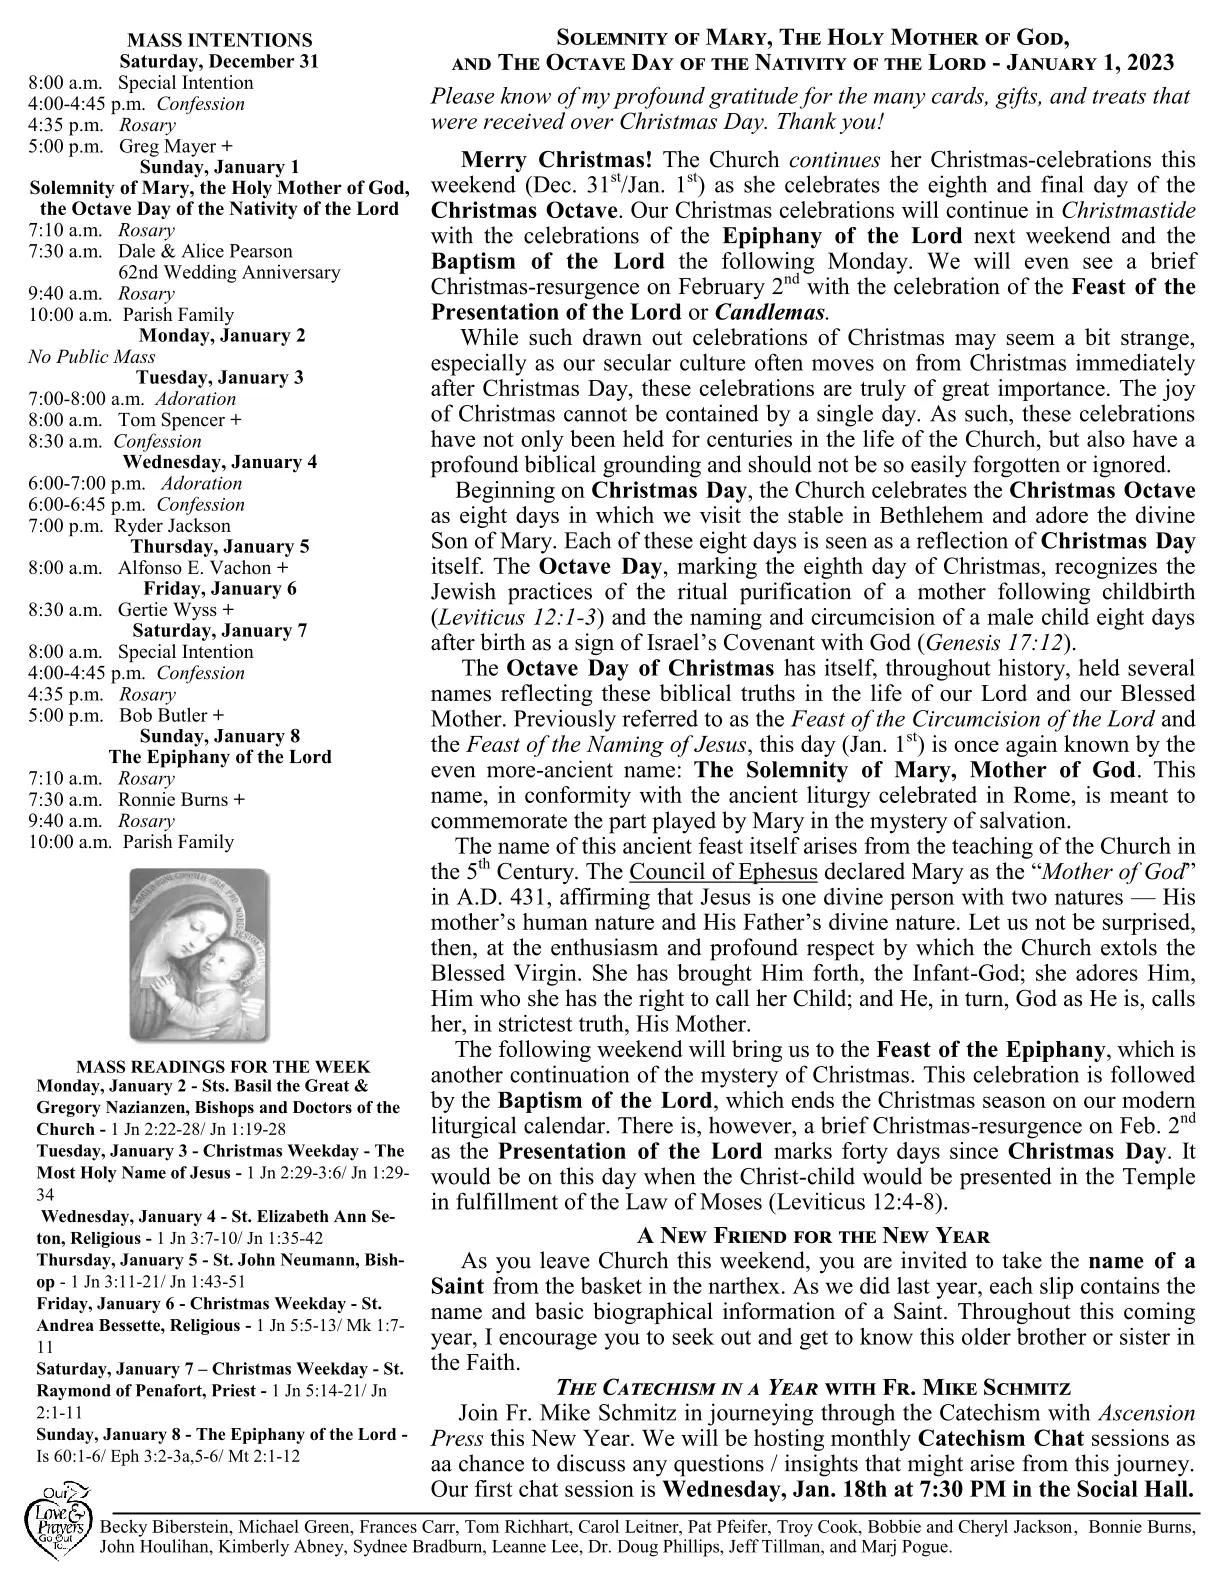 MASS INTENTIONS
Saturday, December 31
8:00 a.m. Special Intention
4:00-4:45 p.m. Confession
4:35 p.m. Rosary
5:00 p.m. Greg Mayer +
Sunday, January 1
Solemnity of Mary, the Holy Mother of God,
the Octave Day of the Nativity of the Lord
7:10 a.m. Rosary
7:30 a.m. Dale & Alice Pearson
62nd Wedding Anniversary
9:40 a.m. Rosary
10:00 a.m. Parish Family
Monday, January 2
No Public Mass
Tuesday, January 3
7:00-8:00 a.m. Adoration
8:00 a.m. Tom Spencer +
8:30 a.m. Confession
Wednesday, January 4
6:00-7:00 p.m. Adoration
6:00-6:45 p.m. Confession
7:00 p.m. Ryder Jackson
Thursday, January 5
8:00 a.m. Alfonso E. Vachon +
Friday, January 6
8:30 a.m. Gertie Wyss +
Saturday, January 7
8:00 a.m. Special Intention
4:00-4:45 p.m. Confession
4:35 p.m. Rosary
5:00 p.m. Bob Butler +
Sunday, January 8
The Epiphany of the Lord
7:10 a.m. Rosary
7:30 a.m. Ronnie Burns +
9:40 a.m. Rosary
10:00 a.m. Parish Family
MASS READINGS FOR THE WEEK
Monday, January 2 - Sts. Basil the Great &
Gregory Nazianzen, Bishops and Doctors of the
Church - 1 Jn 2:22-28/ Jn 1:19-28
Tuesday, January 3 - Christmas Weekday - The
Most Holy Name of Jesus - 1 Jn 2:29-3:6/ Jn 1:29-
34
Wednesday, January 4 - St. Elizabeth Ann Se-
ton, Religious - 1 Jn 3:7-10/ Jn 1:35-42
Thursday, January 5 - St. John Neumann, Bish-
op - 1 Jn 3:11-21/ Jn 1:43-51
Friday, January 6 - Christmas Weekday - St.
Andrea Bessette, Religious - 1 Jn 5:5-13/ Mk 1:7-
11
Saturday, January 7 – Christmas Weekday - St.
Raymond of Penafort, Priest - 1 Jn 5:14-21/ Jn
2:1-11
Sunday, January 8 - The Epiphany of the Lord -
Is 60:1-6/ Eph 3:2-3a,5-6/ Mt 2:1-12
Solemnity of Mary, The Holy Mother of God,
and The Octave Day of the Nativity of the Lord - January 1, 2023
Please know of my profound gratitude for the many cards, gifts, and treats that
were received over Christmas Day. Thank you!
Merry Christmas! The Church continues her Christmas-celebrations this
weekend (Dec. 31st/Jan. 1st) as she celebrates the eighth and final day of the
Christmas Octave. Our Christmas celebrations will continue in Christmastide
with the celebrations of the Epiphany of the Lord next weekend and the
Baptism of the Lord the following Monday. We will even see a brief
Christmas-resurgence on February 2nd with the celebration of the Feast of the
Presentation of the Lord or Candlemas.
While such drawn out celebrations of Christmas may seem a bit strange,
especially as our secular culture often moves on from Christmas immediately
after Christmas Day, these celebrations are truly of great importance. The joy
of Christmas cannot be contained by a single day. As such, these celebrations
have not only been held for centuries in the life of the Church, but also have a
profound biblical grounding and should not be so easily forgotten or ignored.
Beginning on Christmas Day, the Church celebrates the Christmas Octave
as eight days in which we visit the stable in Bethlehem and adore the divine
Son of Mary. Each of these eight days is seen as a reflection of Christmas Day
itself. The Octave Day, marking the eighth day of Christmas, recognizes the
Jewish practices of the ritual purification of a mother following childbirth
(Leviticus 12:1-3) and the naming and circumcision of a male child eight days
after birth as a sign of Israel's Covenant with God (Genesis 17:12).
The Octave Day of Christmas has itself, throughout history, held several
names reflecting these biblical truths in the life of our Lord and our Blessed
Mother. Previously referred to as the Feast of the Circumcision of the Lord and
the Feast of the Naming of Jesus, this day (Jan. 1st) is once again known by the
even more-ancient name: The Solemnity of Mary, Mother of God. This
name, in conformity with the ancient liturgy celebrated in Rome, is meant to
commemorate the part played by Mary in the mystery of salvation.
The name of this ancient feast itself arises from the teaching of the Church in
the 5th Century. The Council of Ephesus declared Mary as the “Mother of God”
in A.D. 431, affirming that Jesus is one divine person with two natures — His
mother's human nature and His Father's divine nature. Let us not be surprised,
then, at the enthusiasm and profound respect by which the Church extols the
Blessed Virgin. She has brought Him forth, the Infant-God; she adores Him,
Him who she has the right to call her Child; and He, in turn, God as He is, calls
her, in strictest truth, His Mother.
The following weekend will bring us to the Feast of the Epiphany, which is
another continuation of the mystery of Christmas. This celebration is followed
by the Baptism of the Lord, which ends the Christmas season on our modern
liturgical calendar. There is, however, a brief Christmas-resurgence on Feb. 2nd
as the Presentation of the Lord marks forty days since Christmas Day. It
would be on this day when the Christ-child would be presented in the Temple
in fulfillment of the Law of Moses (Leviticus 12:4-8).
A New Friend for the New Year
As you leave Church this weekend, you are invited to take the name of a
Saint from the basket in the narthex. As we did last year, each slip contains the
name and basic biographical information of a Saint. Throughout this coming
year, I encourage you to seek out and get to know this older brother or sister in
the Faith.
The Catechism in a Year with Fr. Mike Schmitz
Join Fr. Mike Schmitz in journeying through the Catechism with Ascension
Press this New Year. We will be hosting monthly Catechism Chat sessions as
aa chance to discuss any questions / insights that might arise from this journey.
Our first chat session is Wednesday, Jan. 18th at 7:30 PM in the Social Hall.
Our
Love &
Prayers
Go Out
To...
Becky Biberstein, Michael Green, Frances Carr, Tom Richhart, Carol Leitner, Pat Pfeifer, Troy Cook, Bobbie and Cheryl Jackson, Bonnie Burns,
John Houlihan, Kimberly Abney, Sydnee Bradburn, Leanne Lee, Dr. Doug Phillips, Jeff Tillman, and Marj Pogue.